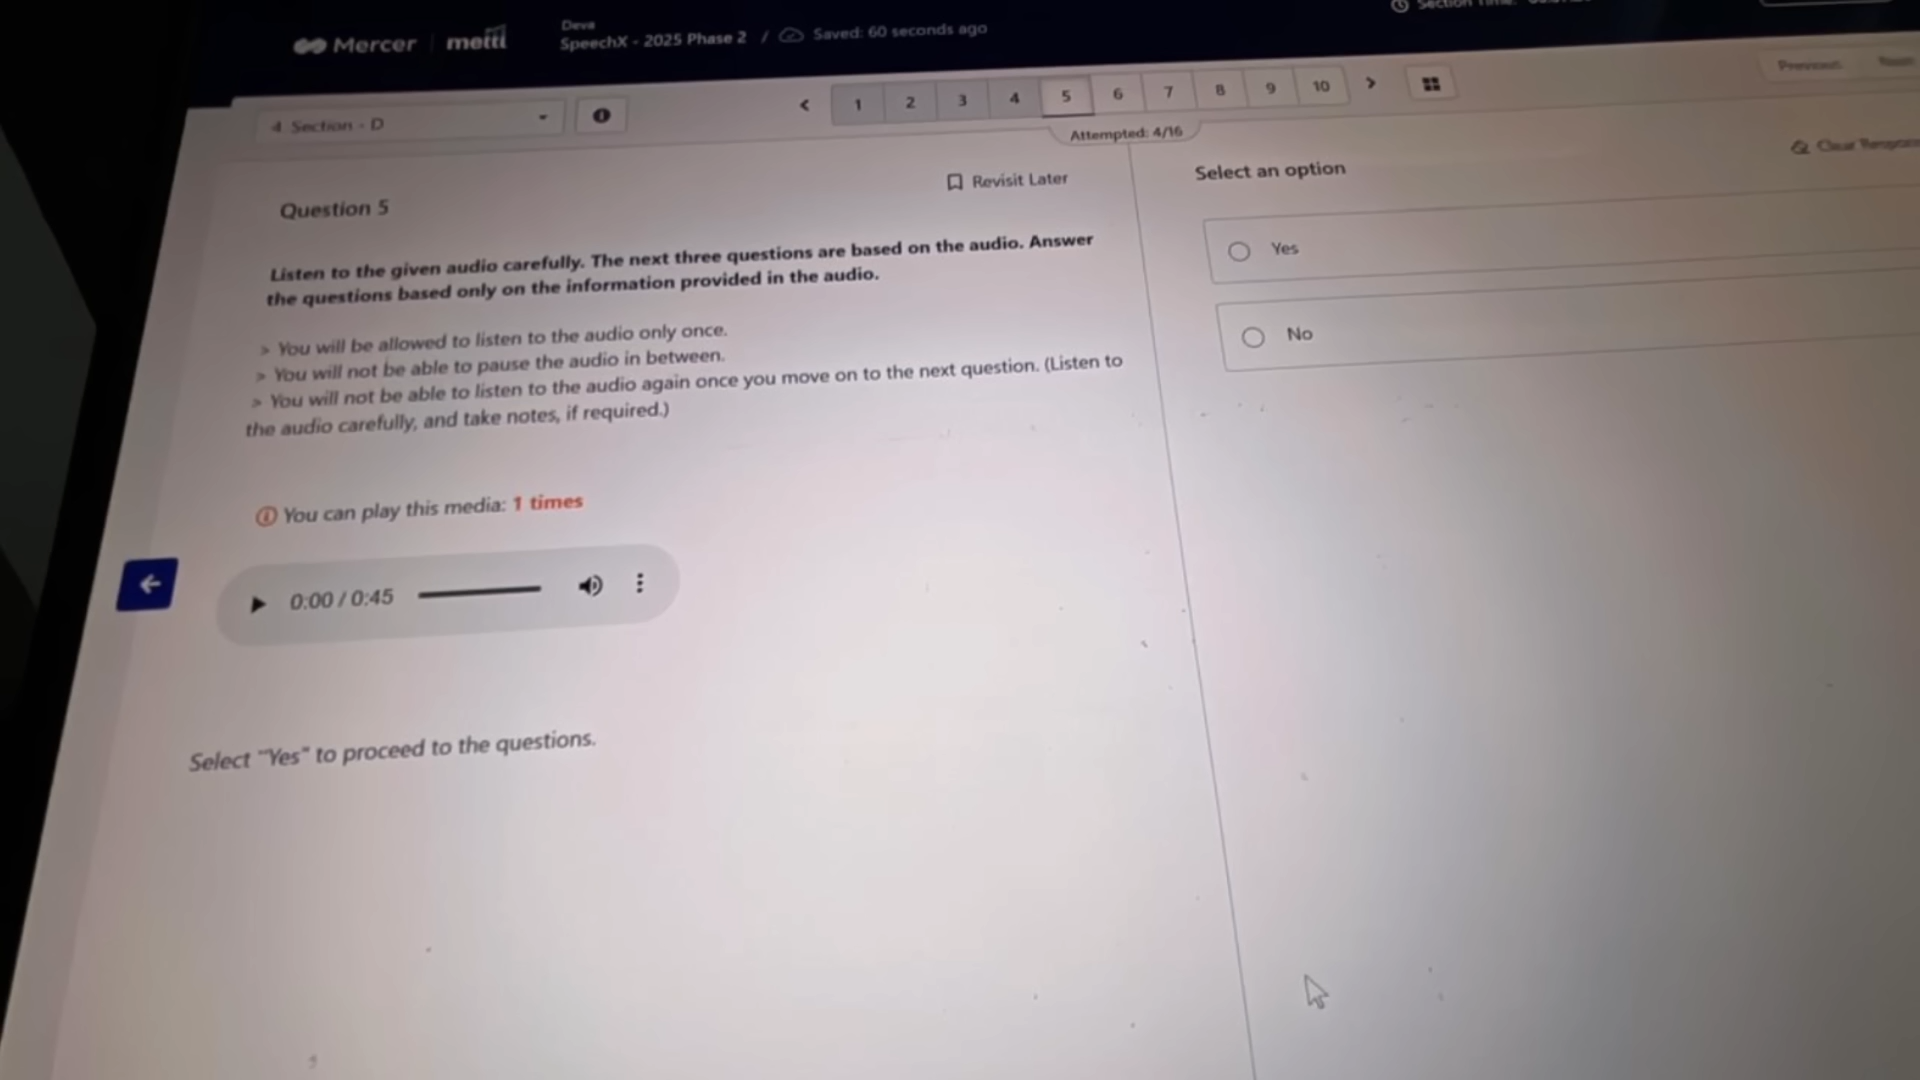 Mercer | mettl
Deva
SpeechX - 2025 Phase 2 / Saved: 60 seconds ago
Section Time:
4 Section - D
1 2 3 4 5 6 7 8 9 10
Previous
Attempted: 4/16
Question 5
Revisit Later
Listen to the given audio carefully. The next three questions are based on the audio. Answer
the questions based only on the information provided in the audio.
> You will be allowed to listen to the audio only once.
> You will not be able to pause the audio in between.
> You will not be able to listen to the audio again once you move on to the next question. (Listen to
the audio carefully, and take notes, if required.)
You can play this media: 1 times
0:00 / 0:45
Select "Yes" to proceed to the questions.
Select an option
Clear Respons
Yes
No